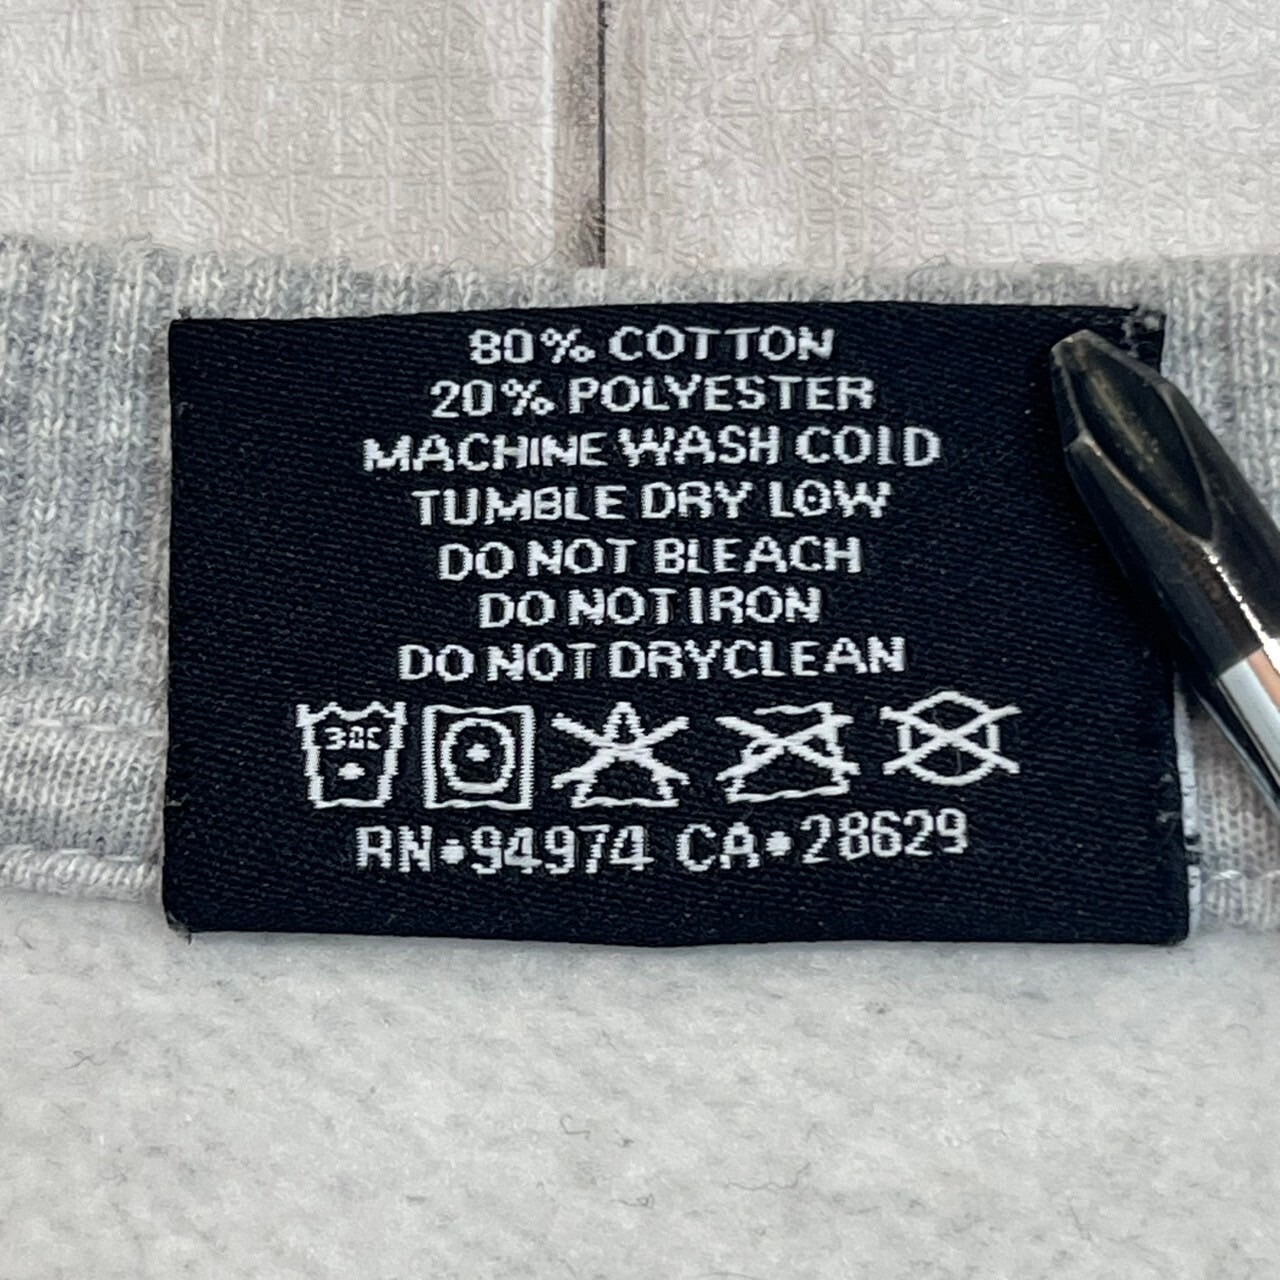 80% COTTON
20% POLYESTER
MACHINE WASH COLD
TUMBLE DRY LOW
DO NOT BLEACH
DO NOT IRON
DO NOT DRYCLEAN
30C
RN•94974 CA•28629